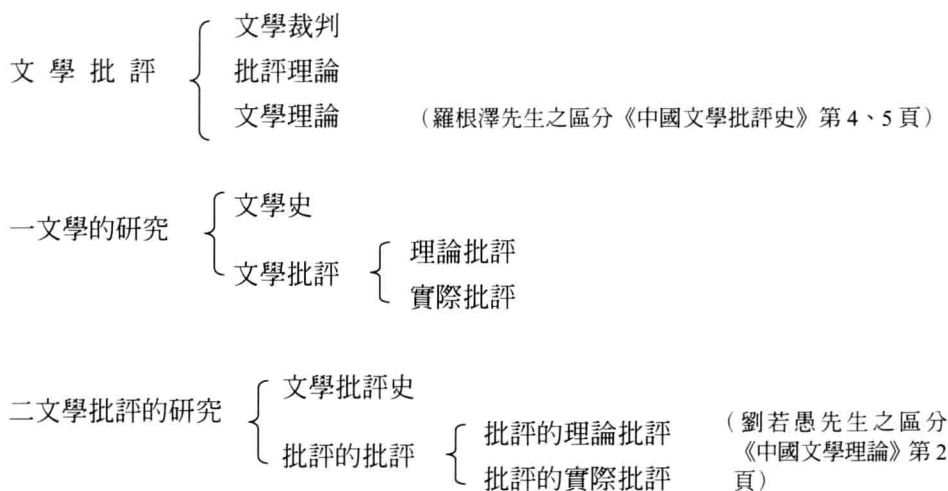 文學裁判
文學批評
批評理論
文學理論
（羅根澤先生之區分《中國文學批評史》第 4、5 頁）
一文學的研究
文學史
文學批評
理論批評
實際批評
二文學批評的研究
文學批評史
批評的批評
批評的理論批評
批評的實際批評
（劉若愚先生之區分
《中國文學理論》第 2
頁）